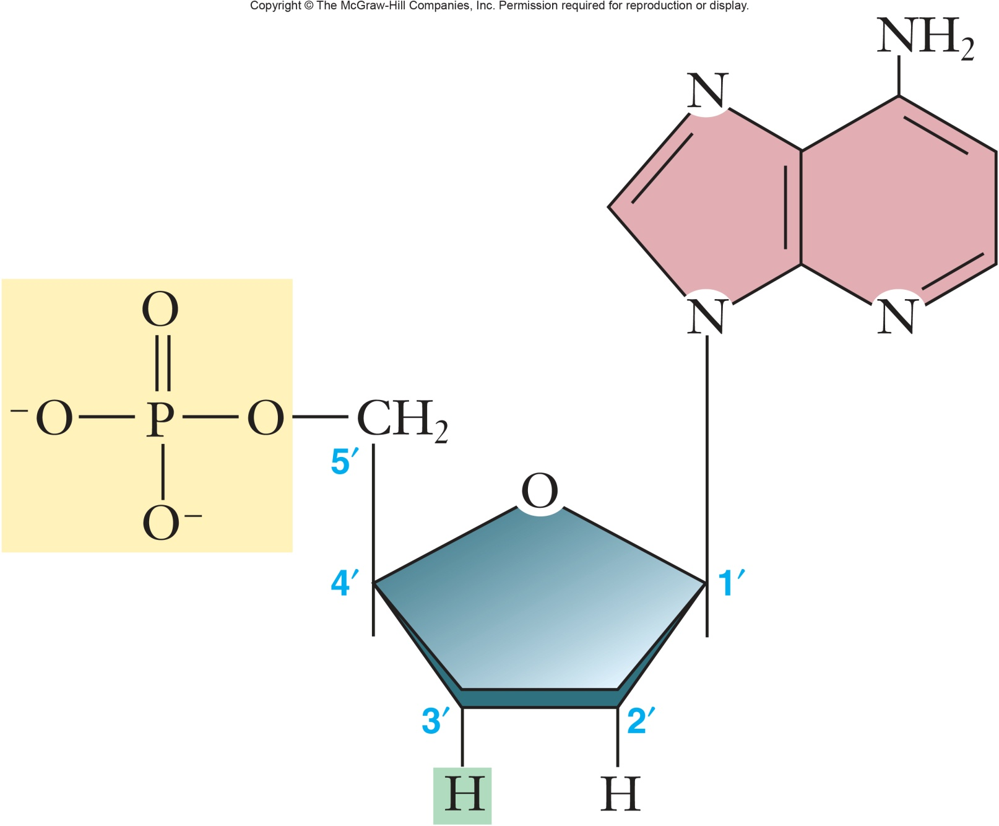 Copyright © The McGraw-Hill Companies, Inc. Permission required for reproduction or display.
NH2
N
N
N
O
⁻O P O CH2
5′
O⁻
O
4′
1′
3′
2′
H
H